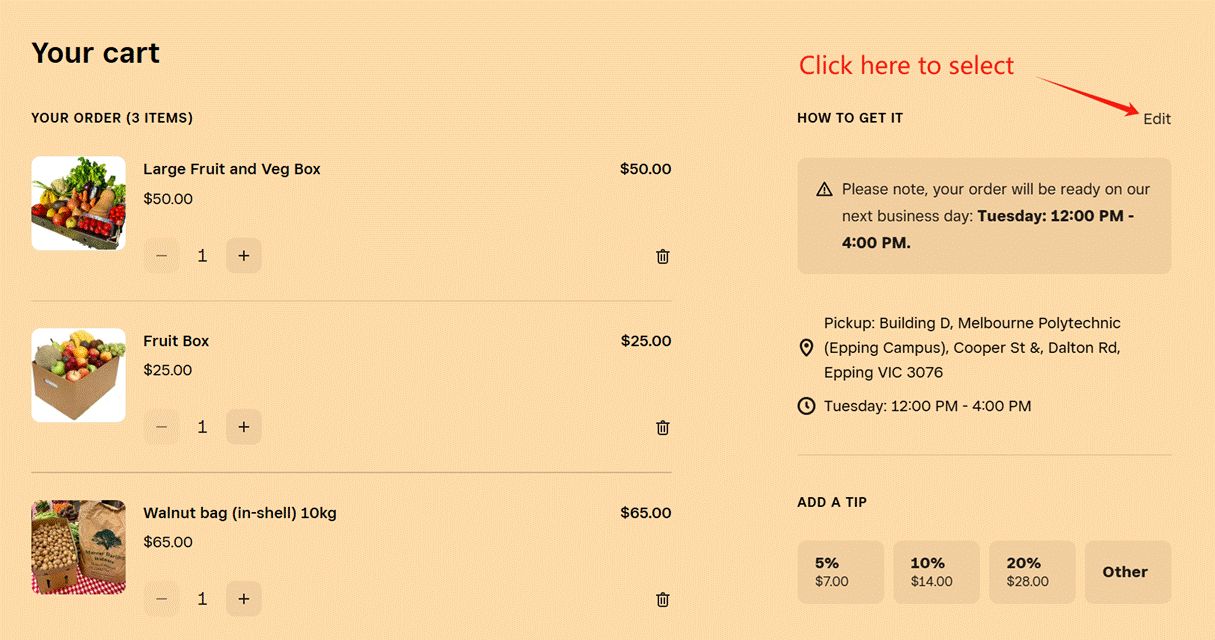 Your cart
YOUR ORDER (3 ITEMS)
Large Fruit and Veg Box
$50.00
$50.00
1
Fruit Box
$25.00
$25.00
1
Walnut bag (in-shell) 10kg
$65.00
$65.00
1
Click here to select
HOW TO GET IT
Edit
Please note, your order will be ready on our
next business day: Tuesday: 12:00 PM -
4:00 PM.
Pickup: Building D, Melbourne Polytechnic
(Epping Campus), Cooper St &, Dalton Rd,
Epping VIC 3076
Tuesday: 12:00 PM - 4:00 PM
ADD A TIP
5%
$7.00
10%
$14.00
20%
$28.00
Other